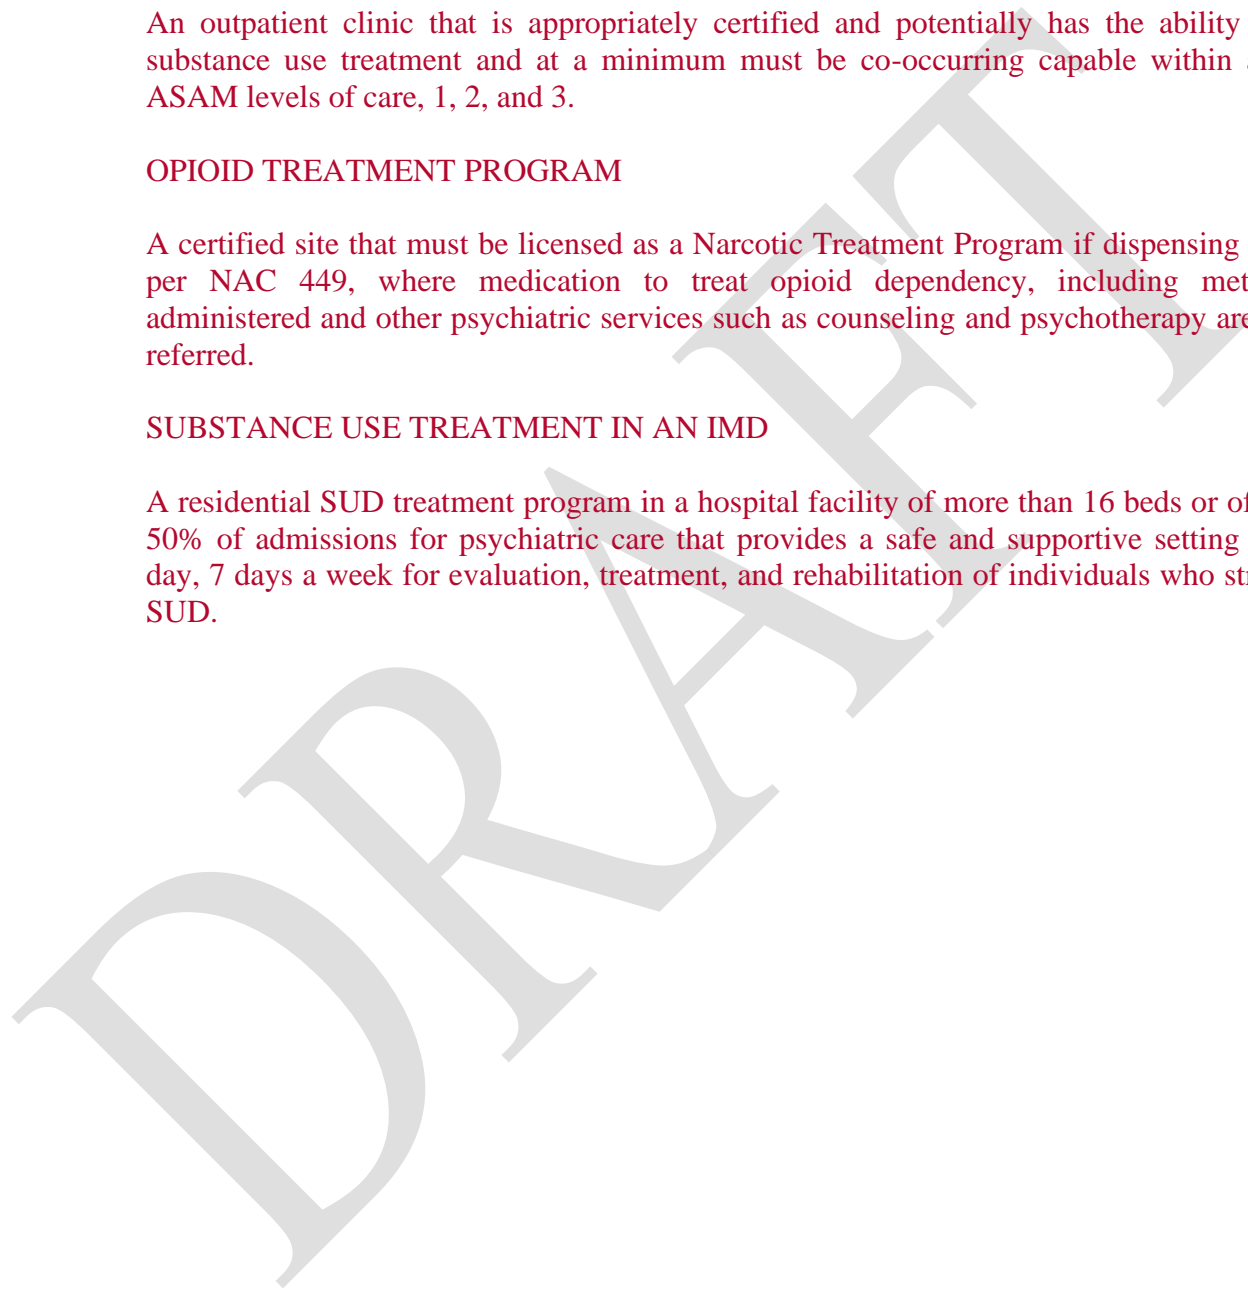 An outpatient clinic that is appropriately certified and potentially has the ability
substance use treatment and at a minimum must be co-occurring capable within
ASAM levels of care, 1, 2, and 3.
OPIOID TREATMENT PROGRAM
A certified site that must be licensed as a Narcotic Treatment Program if dispensing
per NAC 449, where medication to treat opioid dependency, including met
administered and other psychiatric services such as counseling and psychotherapy are
referred.
SUBSTANCE USE TREATMENT IN AN IMD
A residential SUD treatment program in a hospital facility of more than 16 beds or of
50% of admissions for psychiatric care that provides a safe and supportive setting
day, 7 days a week for evaluation, treatment, and rehabilitation of individuals who str
SUD.
DRAFT